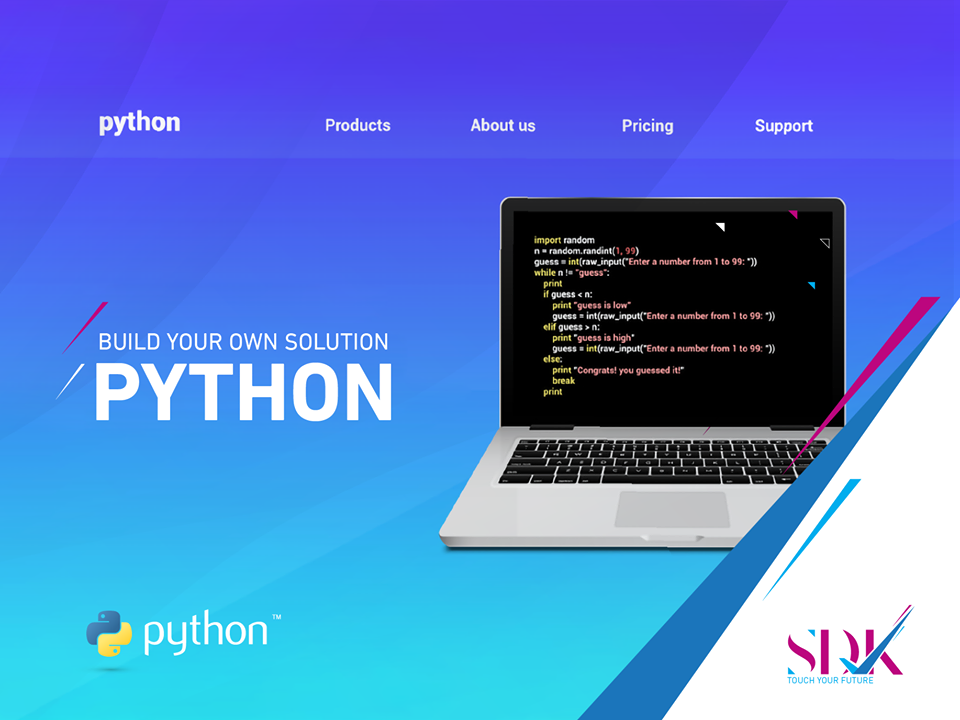 python Products About us Pricing Support
import random
n = random.randint(1, 99)
guess = int(raw_input("Enter a number from 1 to 99: "))
while n != "guess":
print
if guess < n:
print "guess is low"
guess = int(raw_input("Enter a number from 1 to 99: "))
elif guess > n:
print "guess is high"
guess = int(raw_input("Enter a number from 1 to 99: "))
else:
print "Congrats! you guessed it!"
break
print
BUILD YOUR OWN SOLUTION
PYTHON
python™
SDK
TOUCH YOUR FUTURE